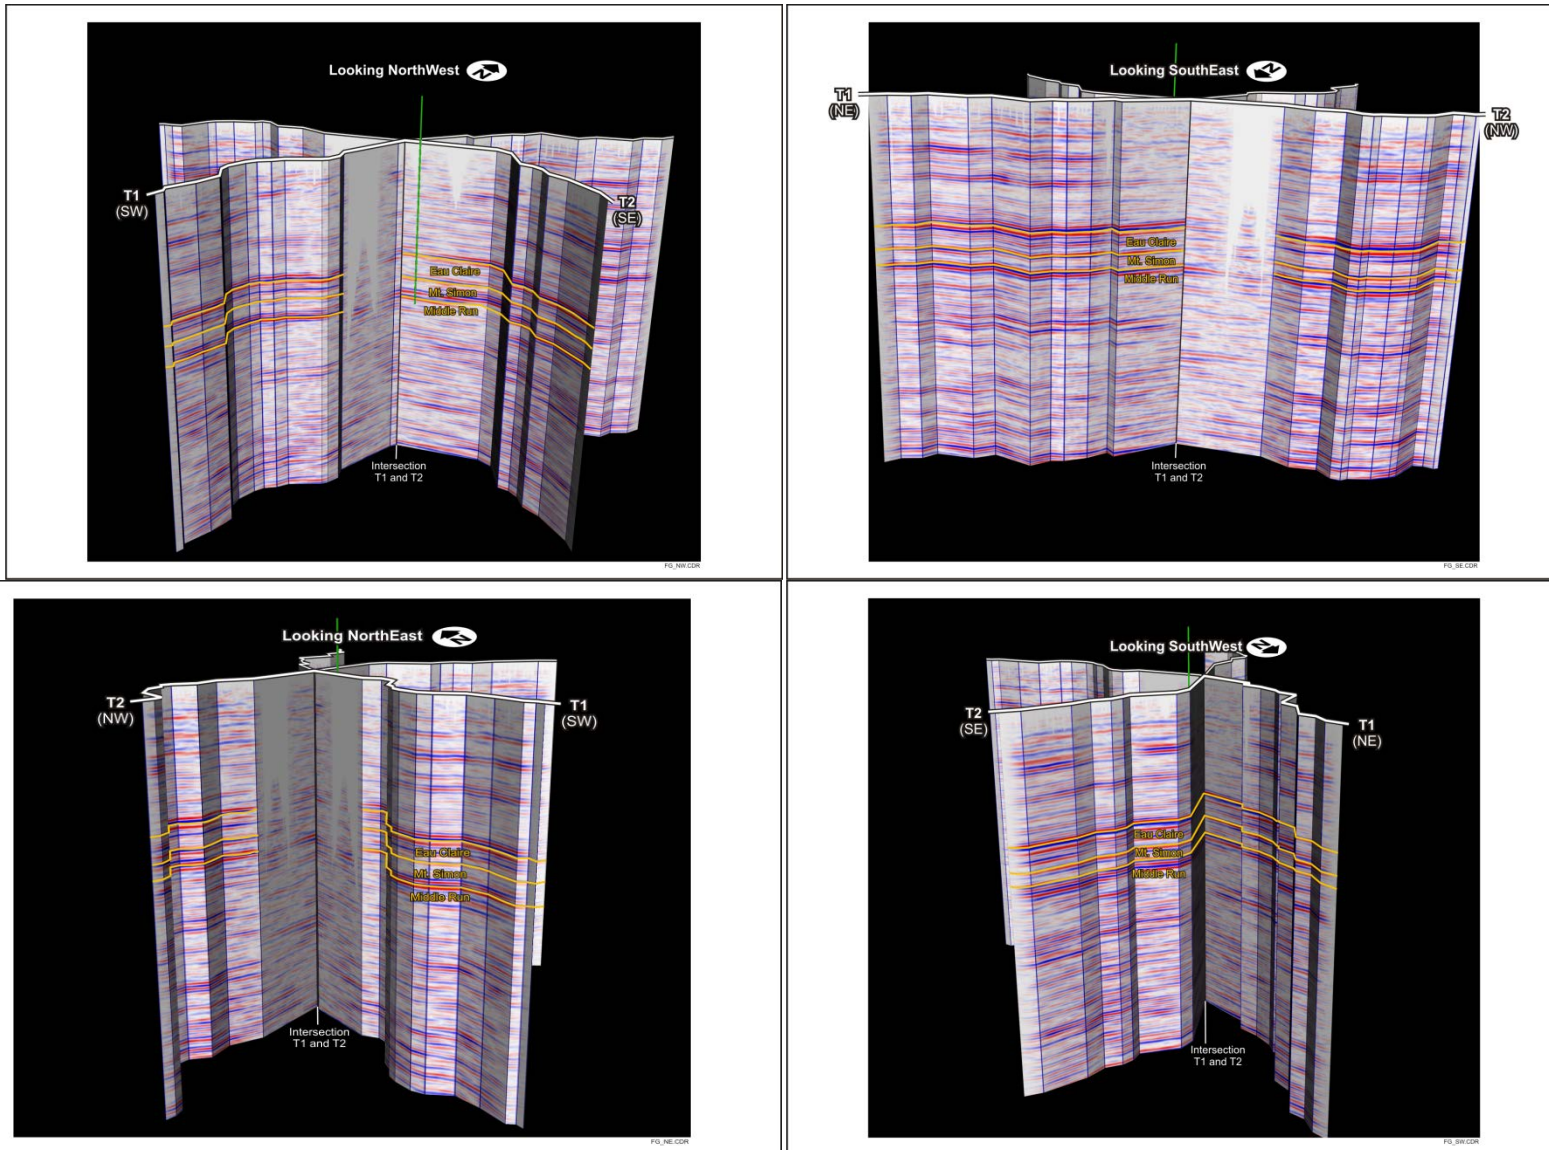 Looking NorthWest N
T1
(SW)
T2
(SE)
Eau Claire
Mt. Simon
Middle Run
Intersection
T1 and T2
FG_NW.CDR
Looking SouthEast N
T1
(NE)
T2
(NW)
Eau Claire
Mt. Simon
Middle Run
Intersection
T1 and T2
FG_SE.CDR
Looking NorthEast N
T2
(NW)
T1
(SW)
Eau Claire
Mt. Simon
Middle Run
Intersection
T1 and T2
FG_NE.CDR
Looking SouthWest N
T2
(SE)
T1
(NE)
Eau Claire
Mt. Simon
Middle Run
Intersection
T1 and T2
FG_SW.CDR